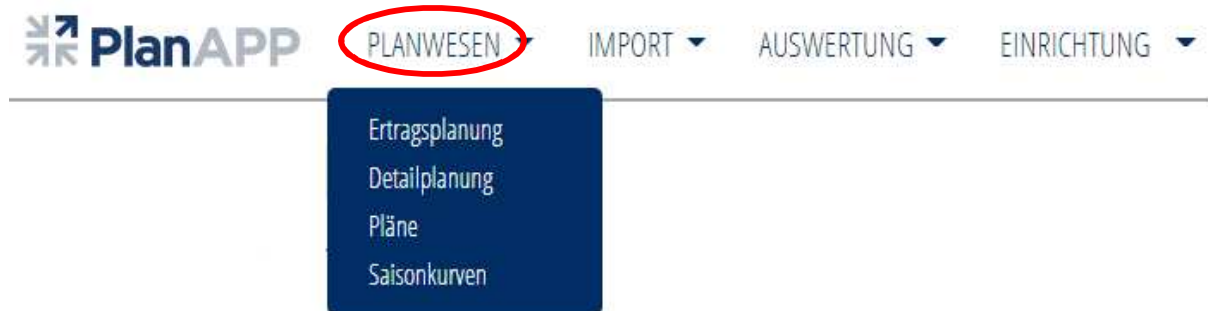 PlanAPP PLANWESEN IMPORT AUSWERTUNG EINRICHTUNG
Ertragsplanung
Detailplanung
Pläne
Saisonkurven